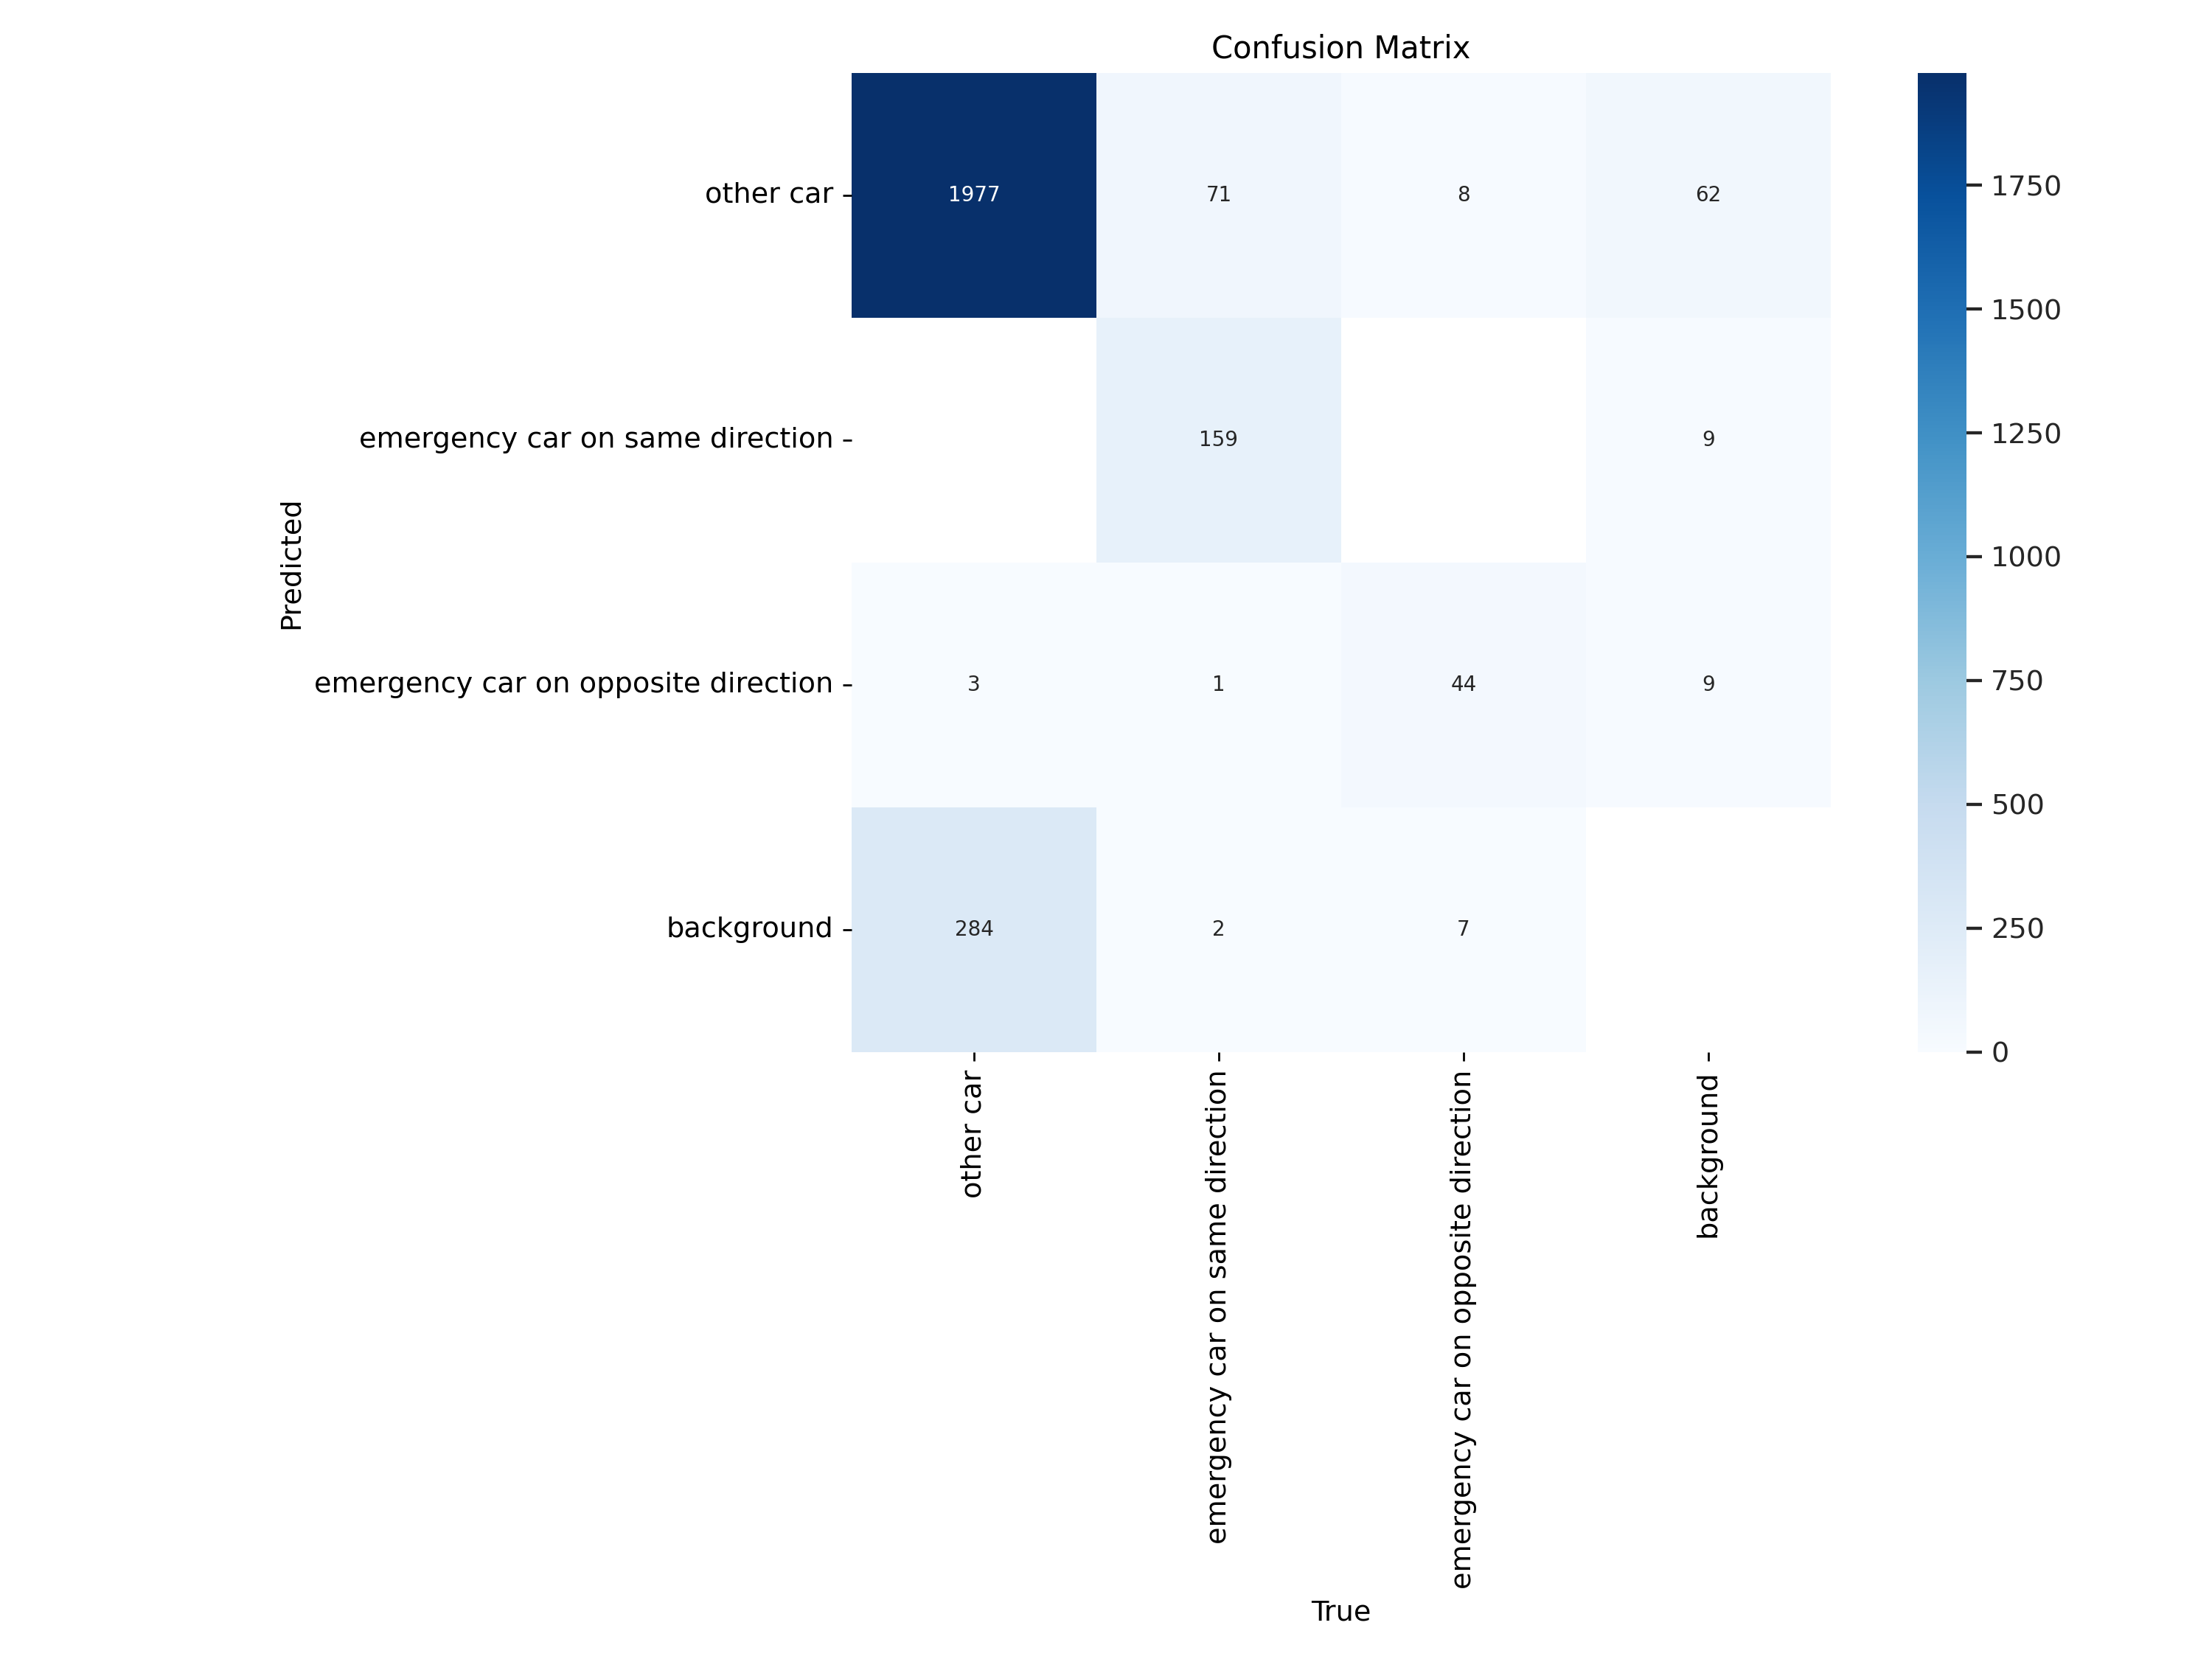 Confusion Matrix
other car
1977
71
8
62
emergency car on same direction
159
9
emergency car on opposite direction
3
1
44
9
background
284
2
7
Predicted
other car
emergency car on same direction
emergency car on opposite direction
background
True
1750
1500
1250
1000
750
500
250
0